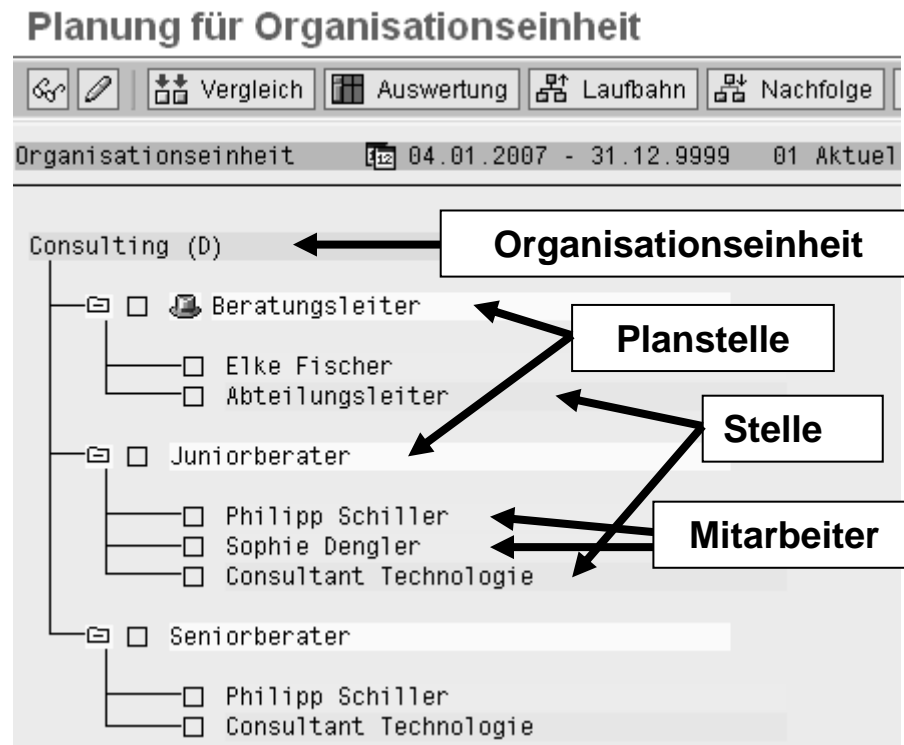 Planung für Organisationseinheit
Vergleich Auswertung Laufbahn Nachfolge
Organisationseinheit 04.01.2007 - 31.12.9999 01 Aktuel
Consulting (D) Organisationseinheit
Beratungsleiter
Planstelle
Elke Fischer
Abteilungsleiter
Stelle
Juniorberater
Philipp Schiller
Mitarbeiter
Sophie Dengler
Consultant Technologie
Seniorberater
Philipp Schiller
Consultant Technologie